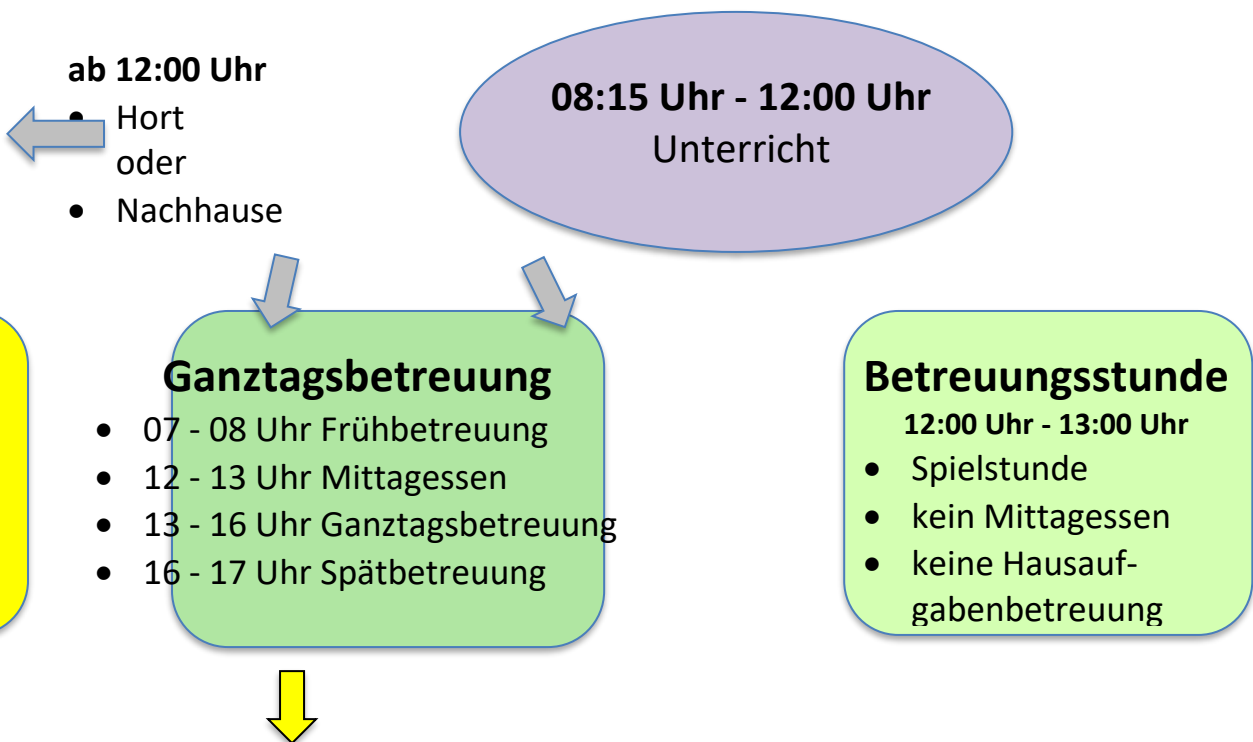 ab 12:00 Uhr
• Hort
oder
• Nachhause
08:15 Uhr - 12:00 Uhr
Unterricht
Ganztagsbetreuung
• 07 - 08 Uhr Frühbetreuung
• 12 - 13 Uhr Mittagessen
• 13 - 16 Uhr Ganztagsbetreuung
• 16 - 17 Uhr Spätbetreuung
Betreuungsstunde
12:00 Uhr - 13:00 Uhr
• Spielstunde
• kein Mittagessen
• keine Hausauf-
gabenbetreuung